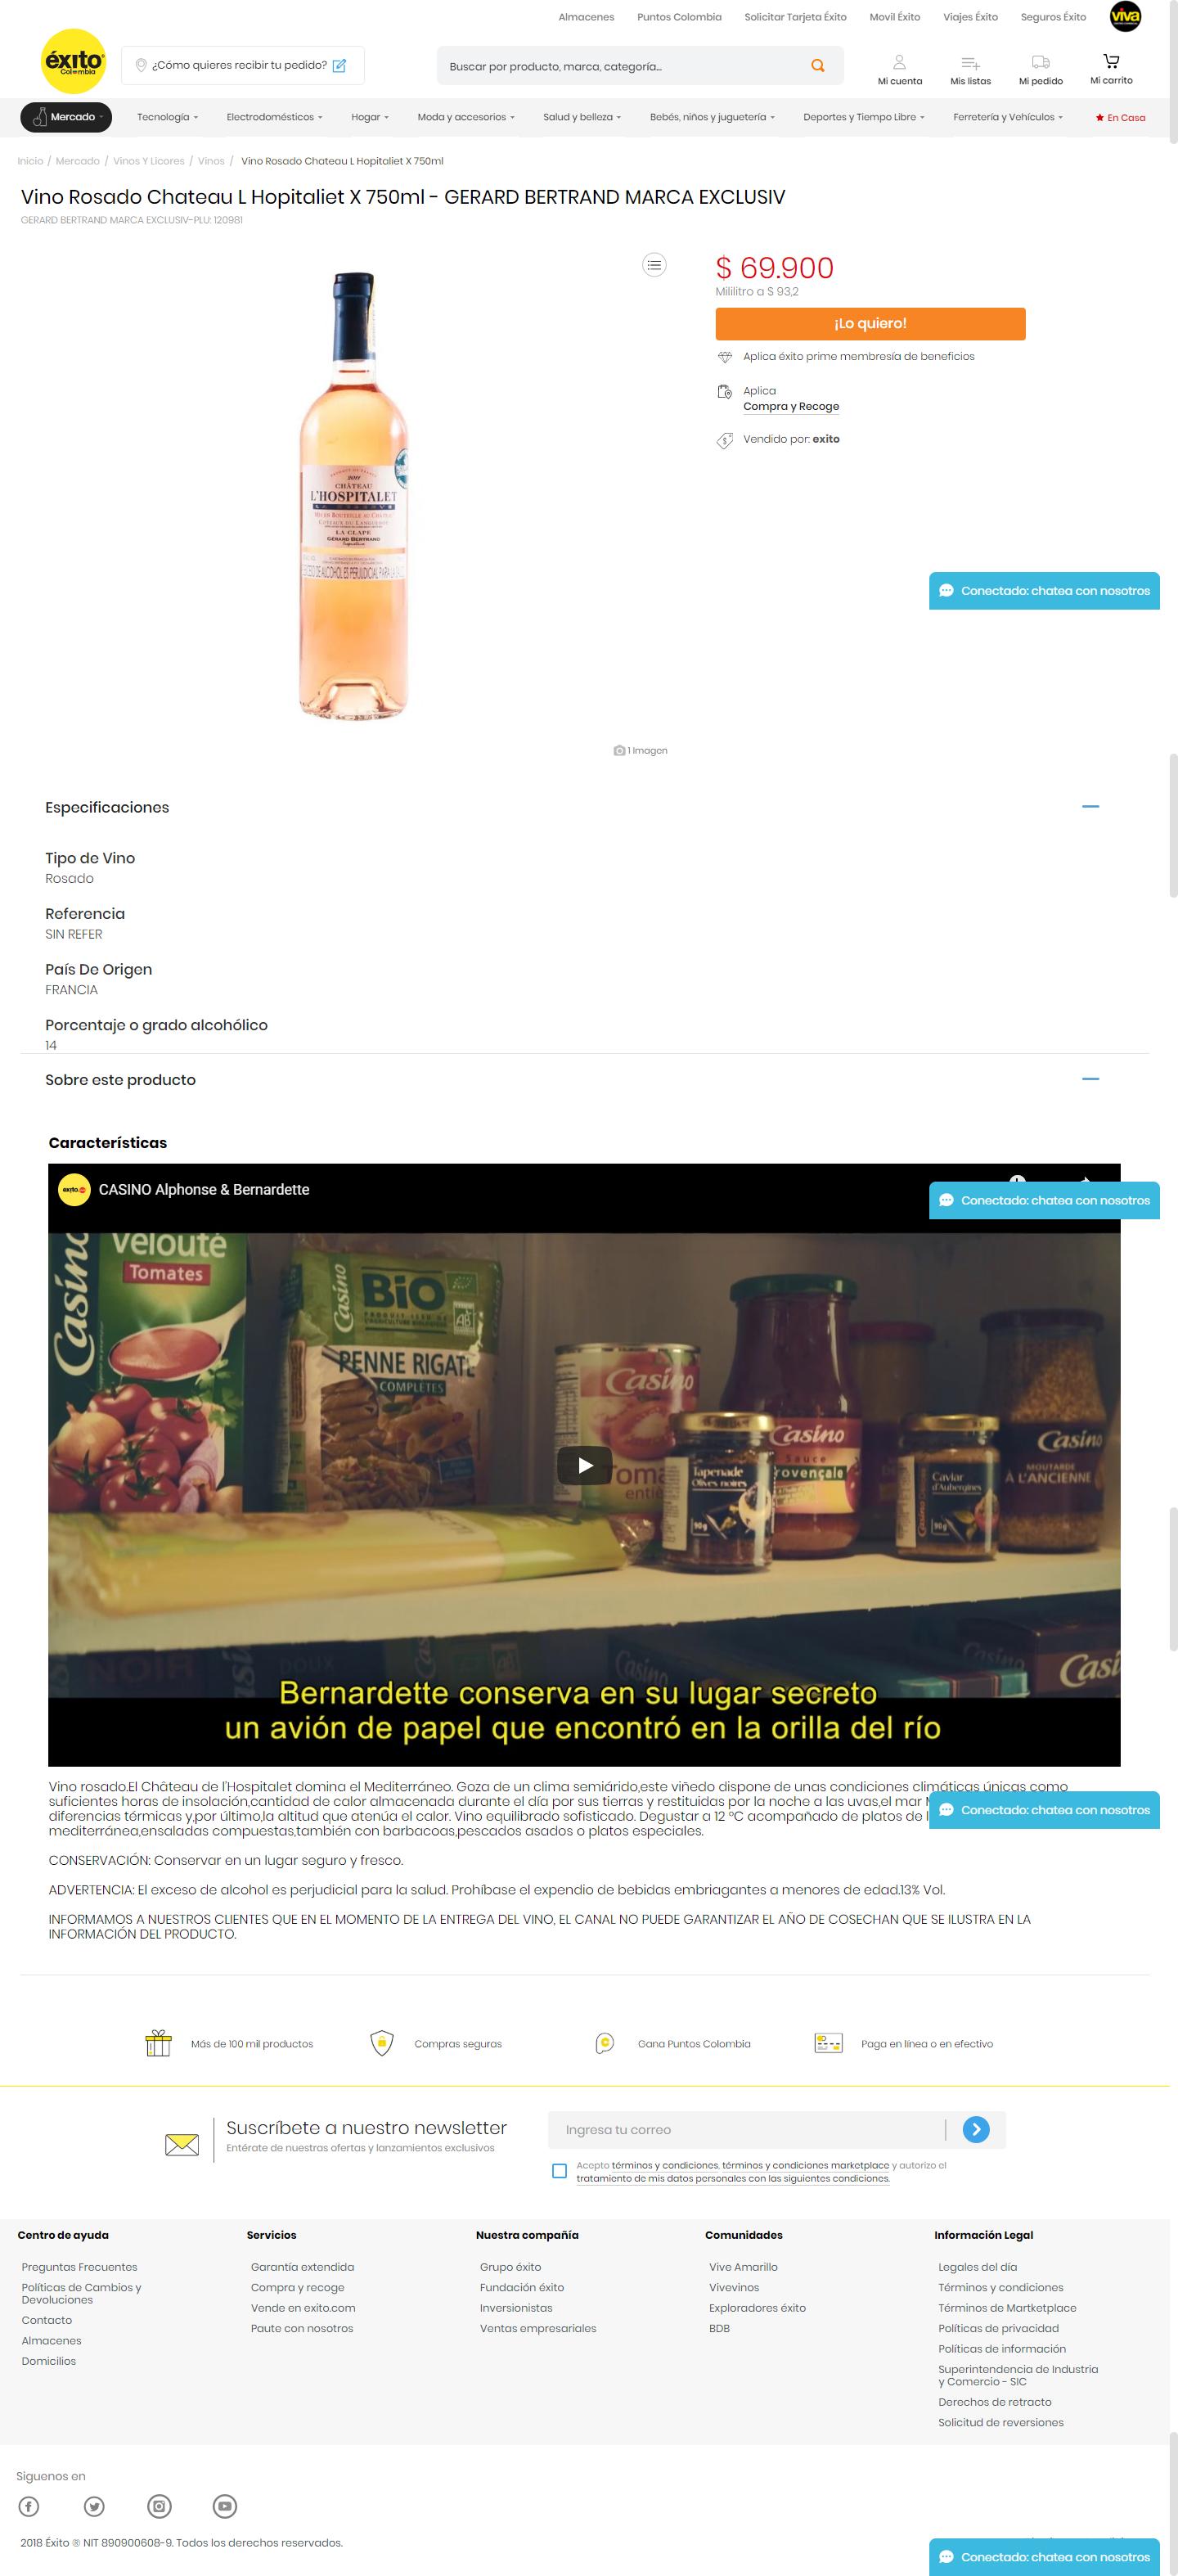 Almacenes Puntos Colombia Solicitar Tarjeta Éxito Movil Éxito Viajes Éxito Seguros Éxito viva
éxito
Colombia
¿Cómo quieres recibir tu pedido?
Buscar por producto, marca, categoría...
Mi cuenta Mis listas Mi pedido Mi carrito
Mercado Tecnología Electrodomésticos Hogar Moda y accesorios Salud y belleza Bebés, niños y juguetería Deportes y Tiempo Libre Ferretería y Vehículos En Casa
Inicio / Mercado / Vinos Y Licores / Vinos / Vino Rosado Chateau L Hopitaliet X 750ml
Vino Rosado Chateau L Hopitaliet X 750ml - GERARD BERTRAND MARCA EXCLUSIV
GERARD BERTRAND MARCA EXCLUSIV-PLU: 120981
$ 69.900
Mililitro a $ 93,2
¡Lo quiero!
Aplica éxito prime membresía de beneficios
Aplica
Compra y Recoge
Vendido por: exito
2011
CHÂTEAU
L'HOSPITALET
LA CLAPE
GERARD BERTRAND
Conectado: chatea con nosotros
1 Imagen
Especificaciones
Tipo de Vino
Rosado
Referencia
SIN REFER
País De Origen
FRANCIA
Porcentaje o grado alcohólico
14
Sobre este producto
Características
CASINO Alphonse & Bernardette
Conectado: chatea con nosotros
Casino
Velouté
Tomates
Casino
BIO
AB
PENNE RIGATE
COMPLETES
Casino
Casino
Sauce
Provençale
Tapenade
Olives noires
90g
Caviar
d'Aubergines
90g
Casino
MOUTARDE
À L'ANCIENNE
NOIR
Casino
Bernardette conserva en su lugar secreto
un avión de papel que encontró en la orilla del río
Vino rosado.El Château de l'Hospitalet domina el Mediterráneo. Goza de un clima semiárido,este viñedo dispone de unas condiciones climáticas únicas como
suficientes horas de insolación,cantidad de calor almacenada durante el día por sus tierras y restituidas por la noche a las uvas,el mar
diferencias térmicas y,por último,la altitud que atenúa el calor. Vino equilibrado sofisticado. Degustar a 12 °C acompañado de platos de
mediterránea,ensaladas compuestas,también con barbacoas,pescados asados o platos especiales.
Conectado: chatea con nosotros
CONSERVACIÓN: Conservar en un lugar seguro y fresco.
ADVERTENCIA: El exceso de alcohol es perjudicial para la salud. Prohíbase el expendio de bebidas embriagantes a menores de edad.13% Vol.
INFORMAMOS A NUESTROS CLIENTES QUE EN EL MOMENTO DE LA ENTREGA DEL VINO, EL CANAL NO PUEDE GARANTIZAR EL AÑO DE COSECHAN QUE SE ILUSTRA EN LA
INFORMACIÓN DEL PRODUCTO.
Más de 100 mil productos Compras seguras Gana Puntos Colombia Paga en línea o en efectivo
Suscríbete a nuestro newsletter
Entérate de nuestras ofertas y lanzamientos exclusivos
Ingresa tu correo
Acepto términos y condiciones, términos y condiciones marketplace y autorizo el
tratamiento de mis datos personales con las siguientes condiciones.
Centro de ayuda
Preguntas Frecuentes
Políticas de Cambios y
Devoluciones
Contacto
Almacenes
Domicilios
Servicios
Garantía extendida
Compra y recoge
Vende en exito.com
Paute con nosotros
Nuestra compañía
Grupo éxito
Fundación éxito
Inversionistas
Ventas empresariales
Comunidades
Vive Amarillo
Vivevinos
Exploradores éxito
BDB
Información Legal
Legales del día
Términos y condiciones
Términos de Martketplace
Políticas de privacidad
Políticas de información
Superintendencia de Industria
y Comercio - SIC
Derechos de retracto
Solicitud de reversiones
Siguenos en
2018 Éxito ® NIT 890900608-9. Todos los derechos reservados.
Conectado: chatea con nosotros